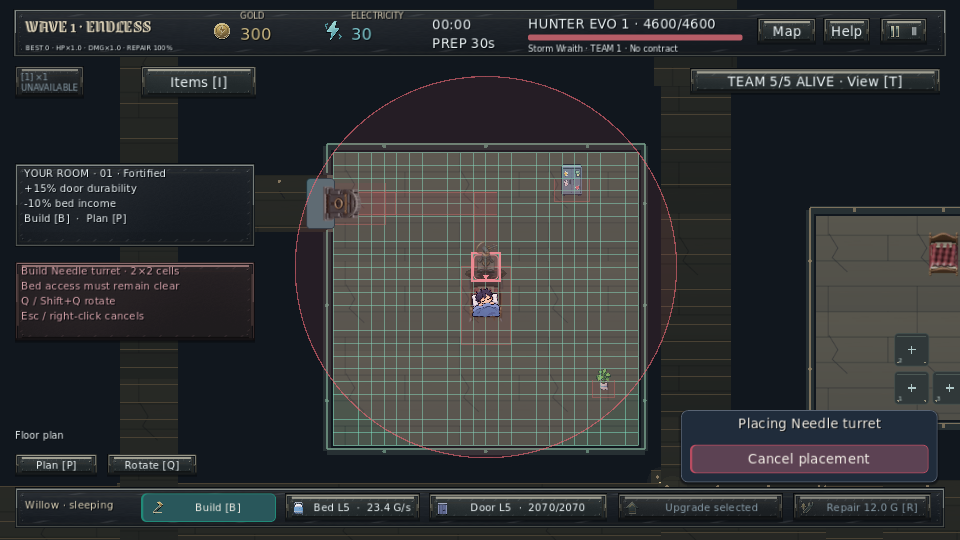 WAVE 1 · ENDLESS
BEST 0 · HP×1.0 · DMG×1.0 · REPAIR 100%
GOLD
300
ELECTRICITY
30
00:00
PREP 30s
HUNTER EVO 1 · 4600/4600
Storm Wraith · TEAM 1 · No contract
Map
Help
[1] ×1
UNAVAILABLE
Items [I]
TEAM 5/5 ALIVE · View [T]
YOUR ROOM · 01 · Fortified
+15% door durability
-10% bed income
Build [B] · Plan [P]
Build Needle turret · 2×2 cells
Bed access must remain clear
Q / Shift+Q rotate
Esc / right-click cancels
Floor plan
Plan [P]
Rotate [Q]
Placing Needle turret
Cancel placement
Willow · sleeping
Build [B]
Bed L5 · 23.4 G/s
Door L5 · 2070/2070
Upgrade selected
Repair 12.0 G [R]